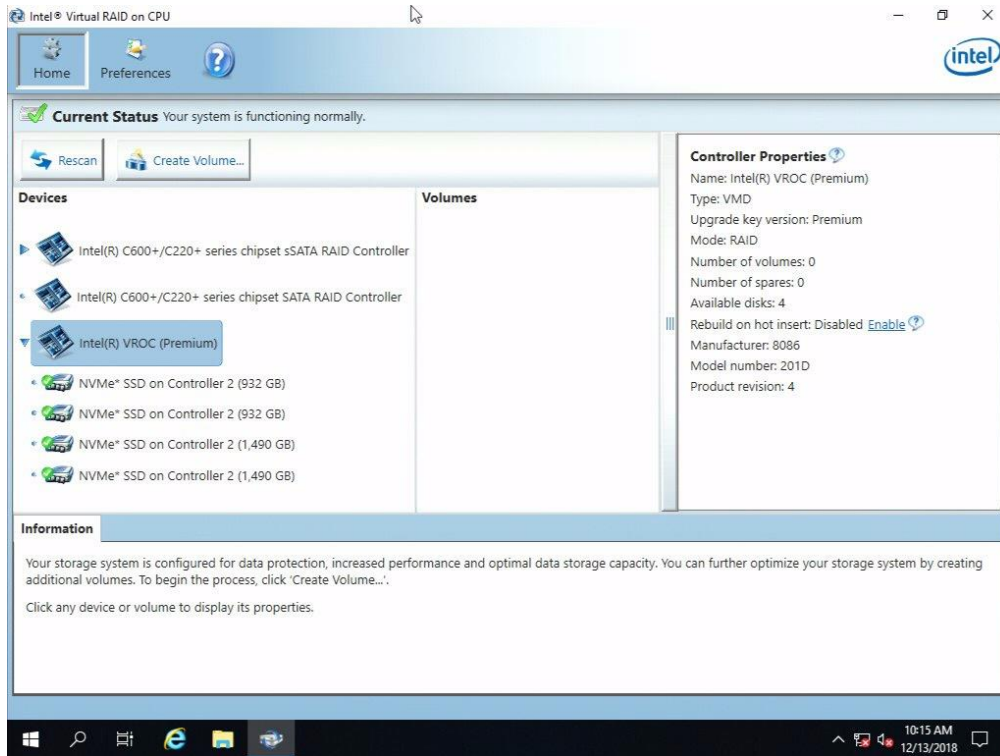 Intel® Virtual RAID on CPU
Home
Preferences
intel
Current Status Your system is functioning normally.
Rescan
Create Volume...
Devices
Intel(R) C600+/C220+ series chipset sSATA RAID Controller
Intel(R) C600+/C220+ series chipset SATA RAID Controller
Intel(R) VROC (Premium)
NVMe* SSD on Controller 2 (932 GB)
NVMe* SSD on Controller 2 (932 GB)
NVMe* SSD on Controller 2 (1,490 GB)
NVMe* SSD on Controller 2 (1,490 GB)
Volumes
Controller Properties
Name: Intel(R) VROC (Premium)
Type: VMD
Upgrade key version: Premium
Mode: RAID
Number of volumes: 0
Number of spares: 0
Available disks: 4
Rebuild on hot insert: Disabled Enable
Manufacturer: 8086
Model number: 201D
Product revision: 4
Information
Your storage system is configured for data protection, increased performance and optimal data storage capacity. You can further optimize your storage system by creating
additional volumes. To begin the process, click 'Create Volume...'.
Click any device or volume to display its properties.
10:15 AM
12/13/2018